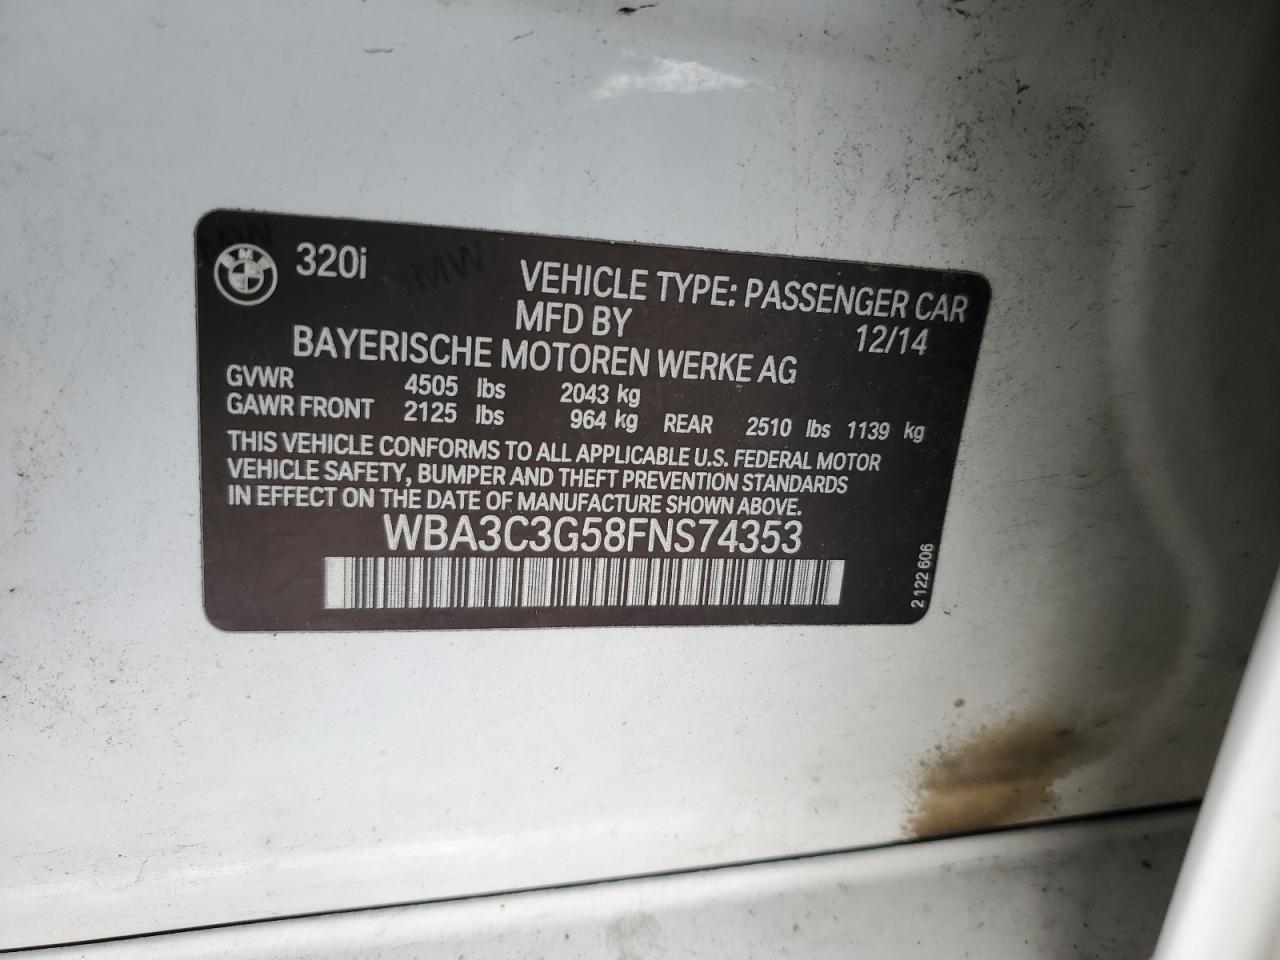 BMW
320i
VEHICLE TYPE: PASSENGER CAR
MFD BY
12/14
BAYERISCHE MOTOREN WERKE AG
GVWR 4505 lbs 2043 kg
GAWR FRONT 2125 lbs 964 kg REAR 2510 lbs 1139 kg
THIS VEHICLE CONFORMS TO ALL APPLICABLE U.S. FEDERAL MOTOR
VEHICLE SAFETY, BUMPER AND THEFT PREVENTION STANDARDS
IN EFFECT ON THE DATE OF MANUFACTURE SHOWN ABOVE.
WBA3C3G58FNS74353
2 122 606